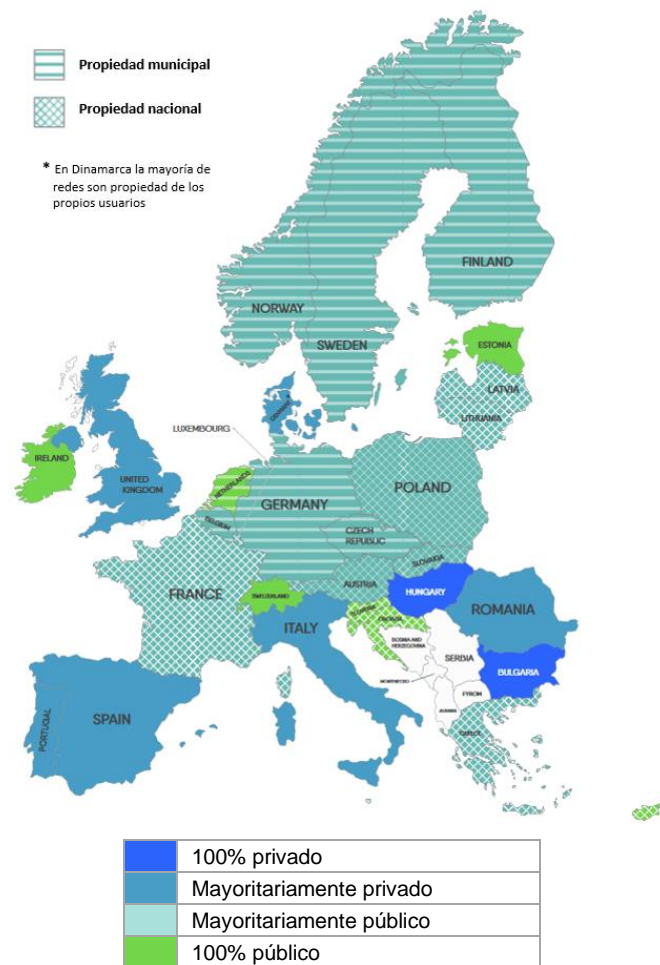 Propiedad municipal
Propiedad nacional
* En Dinamarca la mayoría de
redes son propiedad de los
propios usuarios
FINLAND
NORWAY
SWEDEN
ESTONIA
LATVIA
LITHUANIA
DENMARK
*
LUXEMBOURG
IRELAND
UNITED
KINGDOM
NETHERLANDS
BELGIUM
GERMANY
POLAND
CZECH
REPUBLIC
SLOVAKIA
FRANCE
SWITZERLAND
AUSTRIA
HUNGARY
ROMANIA
SLOVENIA
CROATIA
ITALY
BOSNIA AND
HERZEGOVINA
SERBIA
BULGARIA
MONTENEGRO
FYROM
ALBANIA
GREECE
PORTUGAL
SPAIN
100% privado
Mayoritariamente privado
Mayoritariamente público
100% público